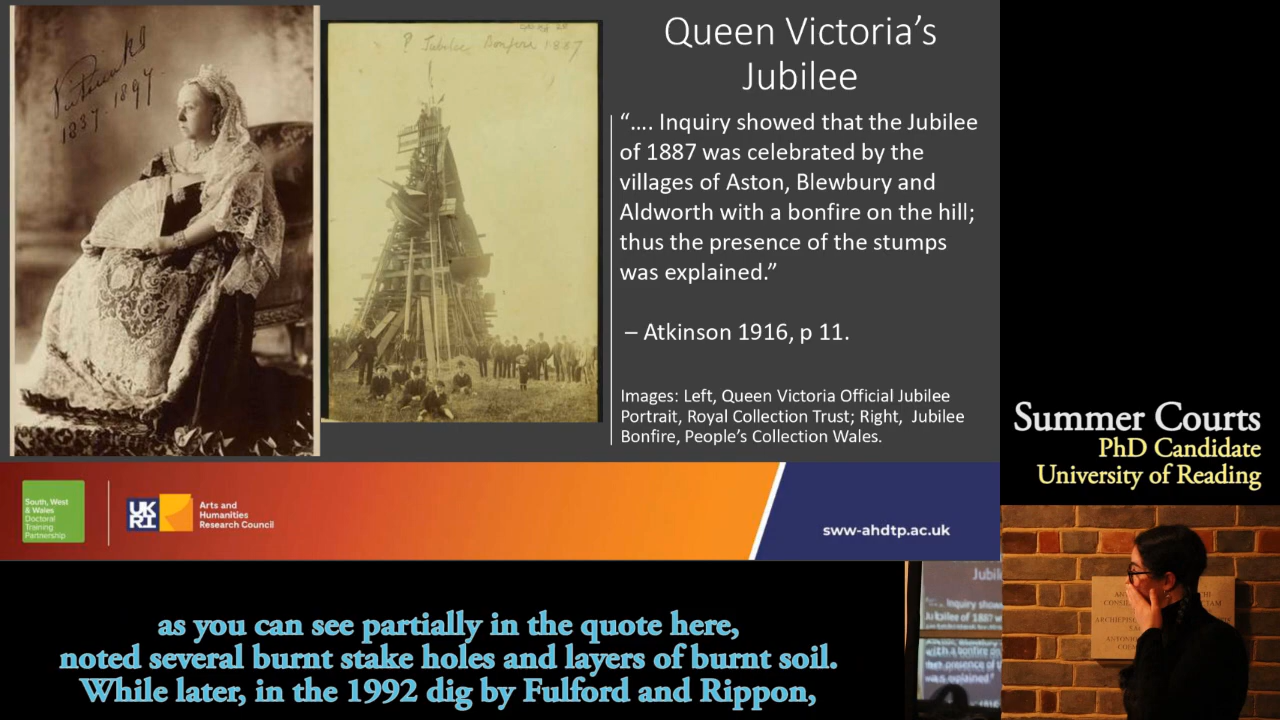 Queen Victoria’s
Jubilee
“…. Inquiry showed that the Jubilee
of 1887 was celebrated by the
villages of Aston, Blewbury and
Aldworth with a bonfire on the hill;
thus the presence of the stumps
was explained.”
– Atkinson 1916, p 11.
Images: Left, Queen Victoria Official Jubilee
Portrait, Royal Collection Trust; Right, Jubilee
Bonfire, People’s Collection Wales.
1837. 1897
? Jubilee Bonfire 1887
South, West
& Wales
Doctoral
Training
Partnership
UK
RI
Arts and
Humanities
Research Council
sww-ahdtp.ac.uk
Summer Courts
PhD Candidate
University of Reading
as you can see partially in the quote here,
noted several burnt stake holes and layers of burnt soil.
While later, in the 1992 dig by Fulford and Rippon,